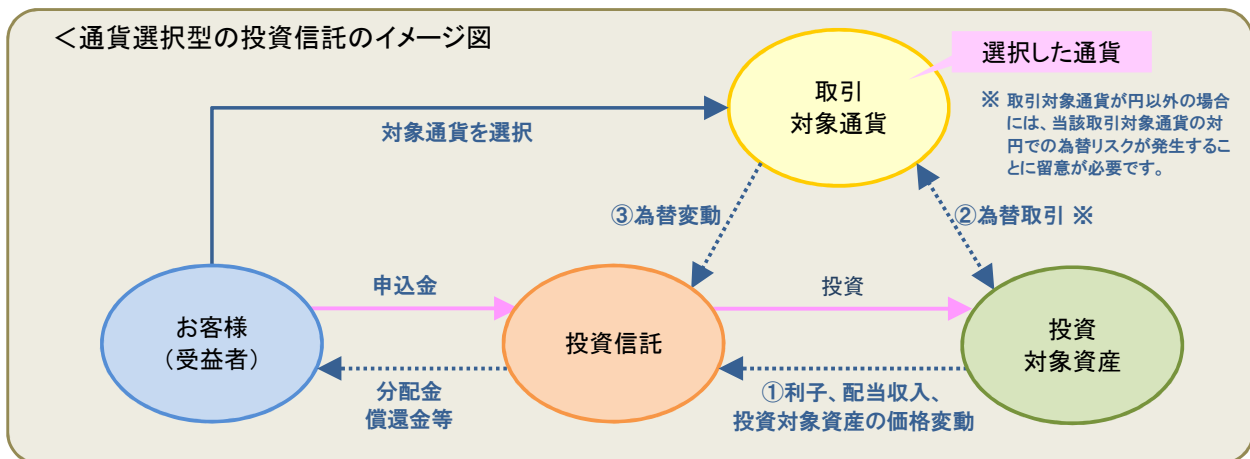 ＜通貨選択型の投資信託のイメージ図
選択した通貨
取引
対象通貨
※ 取引対象通貨が円以外の場合
には、当該取引対象通貨の対
円での為替リスクが発生するこ
とに留意が必要です。
対象通貨を選択
③為替変動
②為替取引 ※
申込金
投資
お客様
（受益者）
投資信託
投資
対象資産
分配金
償還金等
①利子、配当収入、
投資対象資産の価格変動